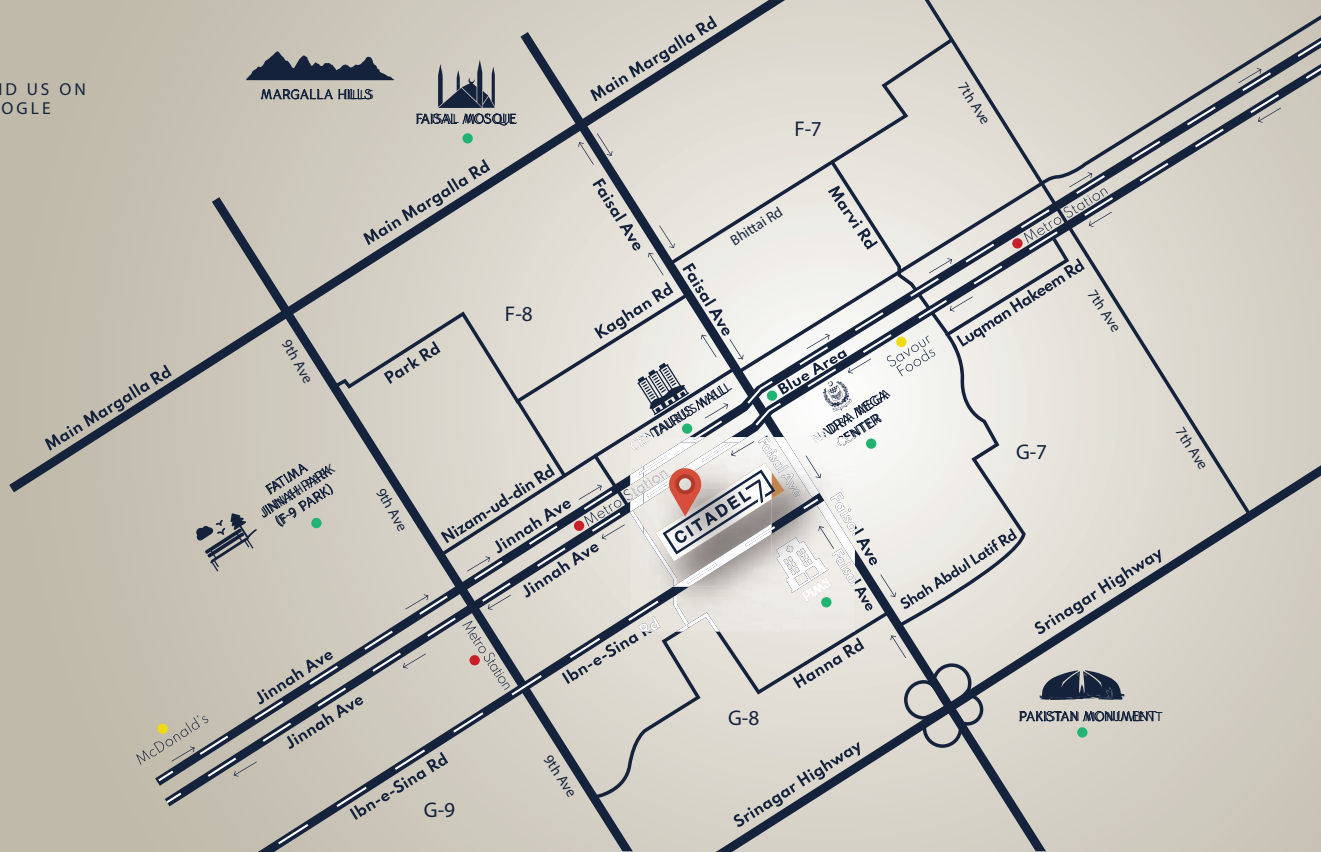 ND US ON
OGLE
MARGALLA HILLS
FAISAL MOSQUE
Main Margalla Rd
Main Margalla Rd
Main Margalla Rd
F-7
7th Ave
Faisal Ave
Bhittai Rd
Marvi Rd
Metro Station
Faisal Ave
Kaghan Rd
F-8
Luqman Hakeem Rd
7th Ave
9th Ave
Park Rd
Savour
Foods
Blue Area
NADRA MEGA
CENTER
CENTAURUS MALL
G-7
7th Ave
FATIMA
JINNAH PARK
(F-9 PARK)
9th Ave
Nizam-ud-din Rd
Jinnah Ave
Metro Station
Faisal Ave
CITADEL 7
Jinnah Ave
Faisal Ave
Faisal Ave
Shah Abdul Latif Rd
Srinagar Highway
Metro Station
Ibn-e-Sina Rd
Hanna Rd
Jinnah Ave
Jinnah Ave
McDonald's
G-8
PAKISTAN MONUMENT
9th Ave
Ibn-e-Sina Rd
Srinagar Highway
G-9